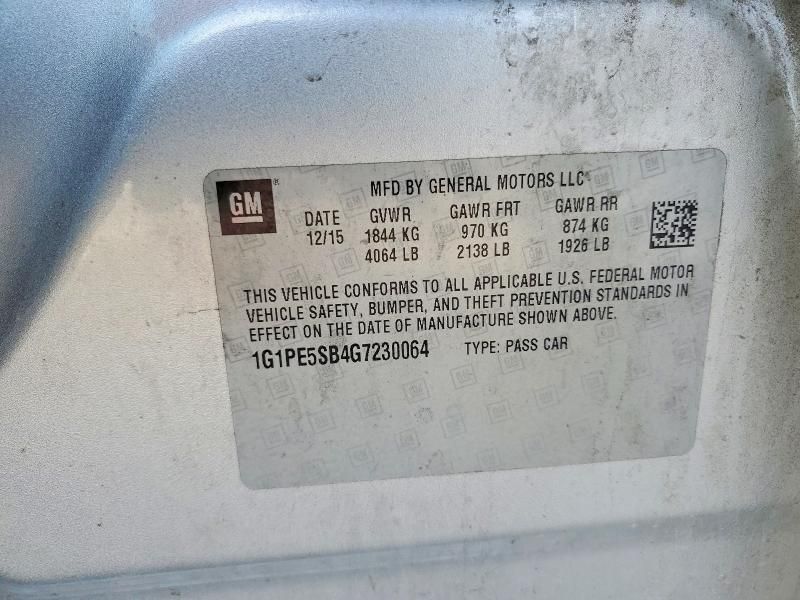 GM® MFD BY GENERAL MOTORS LLC
DATE GVWR GAWR FRT GAWR RR
12/15 1844 KG 970 KG 874 KG
4064 LB 2138 LB 1926 LB
THIS VEHICLE CONFORMS TO ALL APPLICABLE U.S. FEDERAL MOTOR
VEHICLE SAFETY, BUMPER, AND THEFT PREVENTION STANDARDS IN
EFFECT ON THE DATE OF MANUFACTURE SHOWN ABOVE.
1G1PE5SB4G7230064 TYPE: PASS CAR